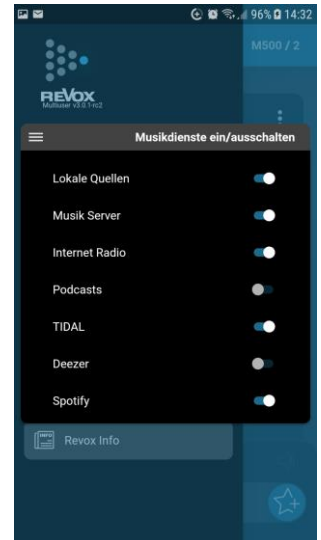 96% 14:32
M500 / 2
REVOX
Multiuser v3.0.1-rc2
Musikdienste ein/ausschalten
Lokale Quellen
Musik Server
Internet Radio
Podcasts
TIDAL
Deezer
Spotify
INFO
Revox Info